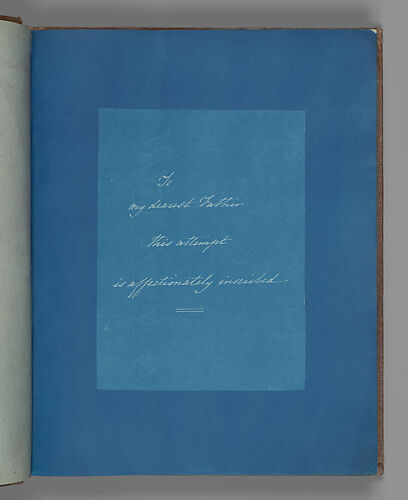 To
my dearest Father
this attempt
is affectionately inscribed.